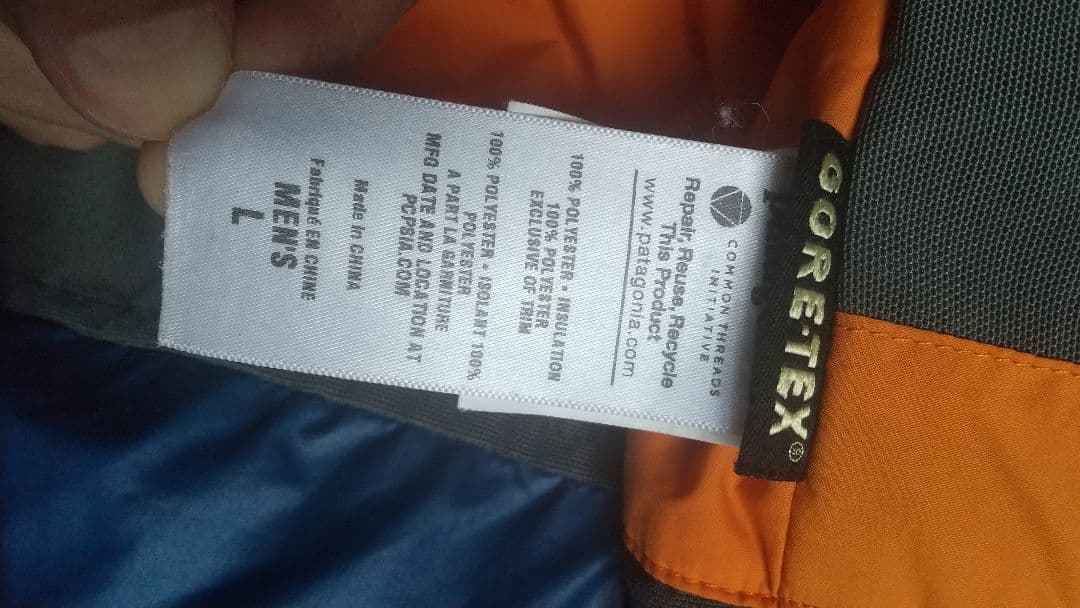 GORE-TEX®
COMMON THREADS
INITIATIVE
Repair, Reuse, Recycle
This Product
www.patagonia.com
100% POLYESTER • INSULATION
100% POLYESTER
EXCLUSIVE OF TRIM
100% POLYESTER • ISOLANT 100%
POLYESTER
A PART LA GARNITURE
MFG DATE AND LOCATION AT
PCPSIA.COM
Made in CHINA
Fabriqué EN CHINE
MEN'S
L